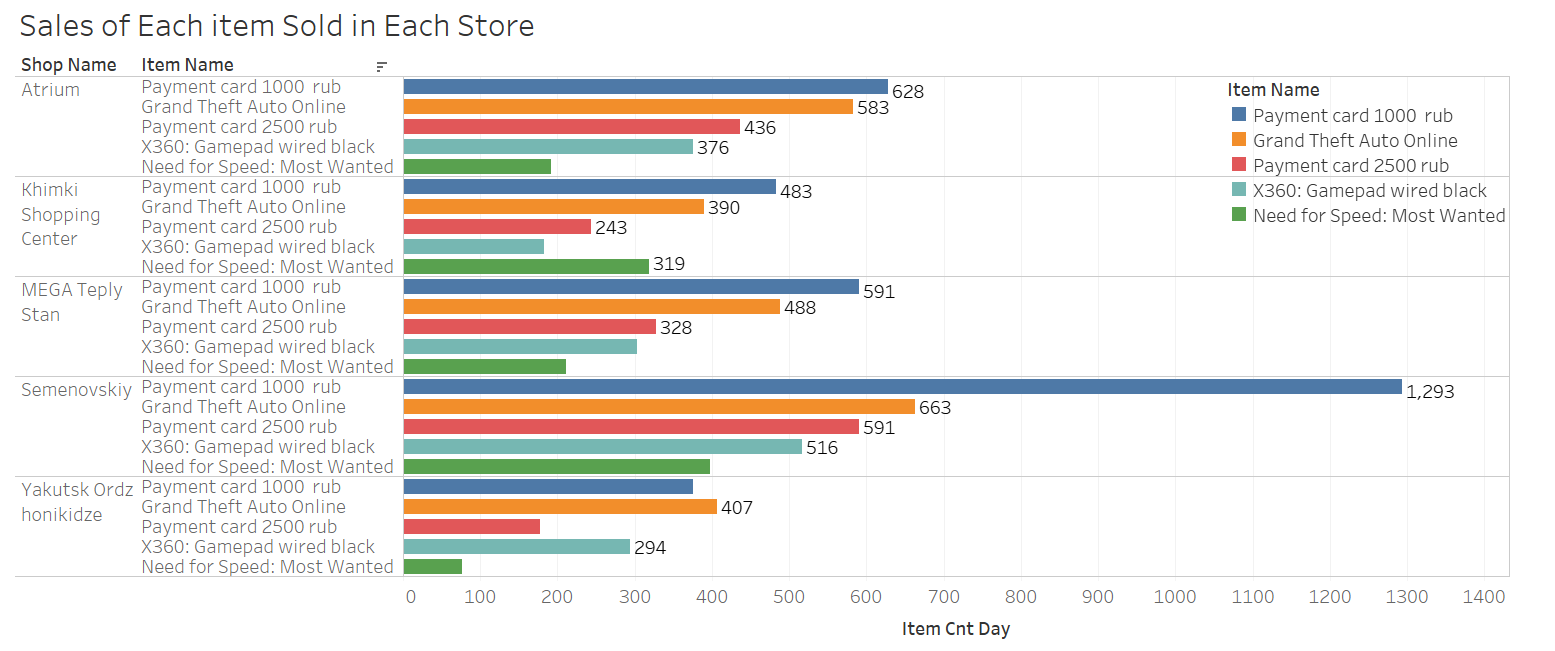 Sales of Each item Sold in Each Store
Shop Name Item Name
Atrium
Payment card 1000  rub 628
Grand Theft Auto Online 583
Payment card 2500 rub 436
X360: Gamepad wired black 376
Need for Speed: Most Wanted
Khimki
Shopping
Center
Payment card 1000  rub 483
Grand Theft Auto Online 390
Payment card 2500 rub 243
X360: Gamepad wired black
Need for Speed: Most Wanted 319
MEGA Teply
Stan
Payment card 1000  rub 591
Grand Theft Auto Online 488
Payment card 2500 rub 328
X360: Gamepad wired black
Need for Speed: Most Wanted
Semenovskiy
Payment card 1000  rub 1,293
Grand Theft Auto Online 663
Payment card 2500 rub 591
X360: Gamepad wired black 516
Need for Speed: Most Wanted
Yakutsk Ordz
honikidze
Payment card 1000  rub
Grand Theft Auto Online 407
Payment card 2500 rub
X360: Gamepad wired black 294
Need for Speed: Most Wanted
0 100 200 300 400 500 600 700 800 900 1000 1100 1200 1300 1400
Item Cnt Day
Item Name
Payment card 1000  rub
Grand Theft Auto Online
Payment card 2500 rub
X360: Gamepad wired black
Need for Speed: Most Wanted